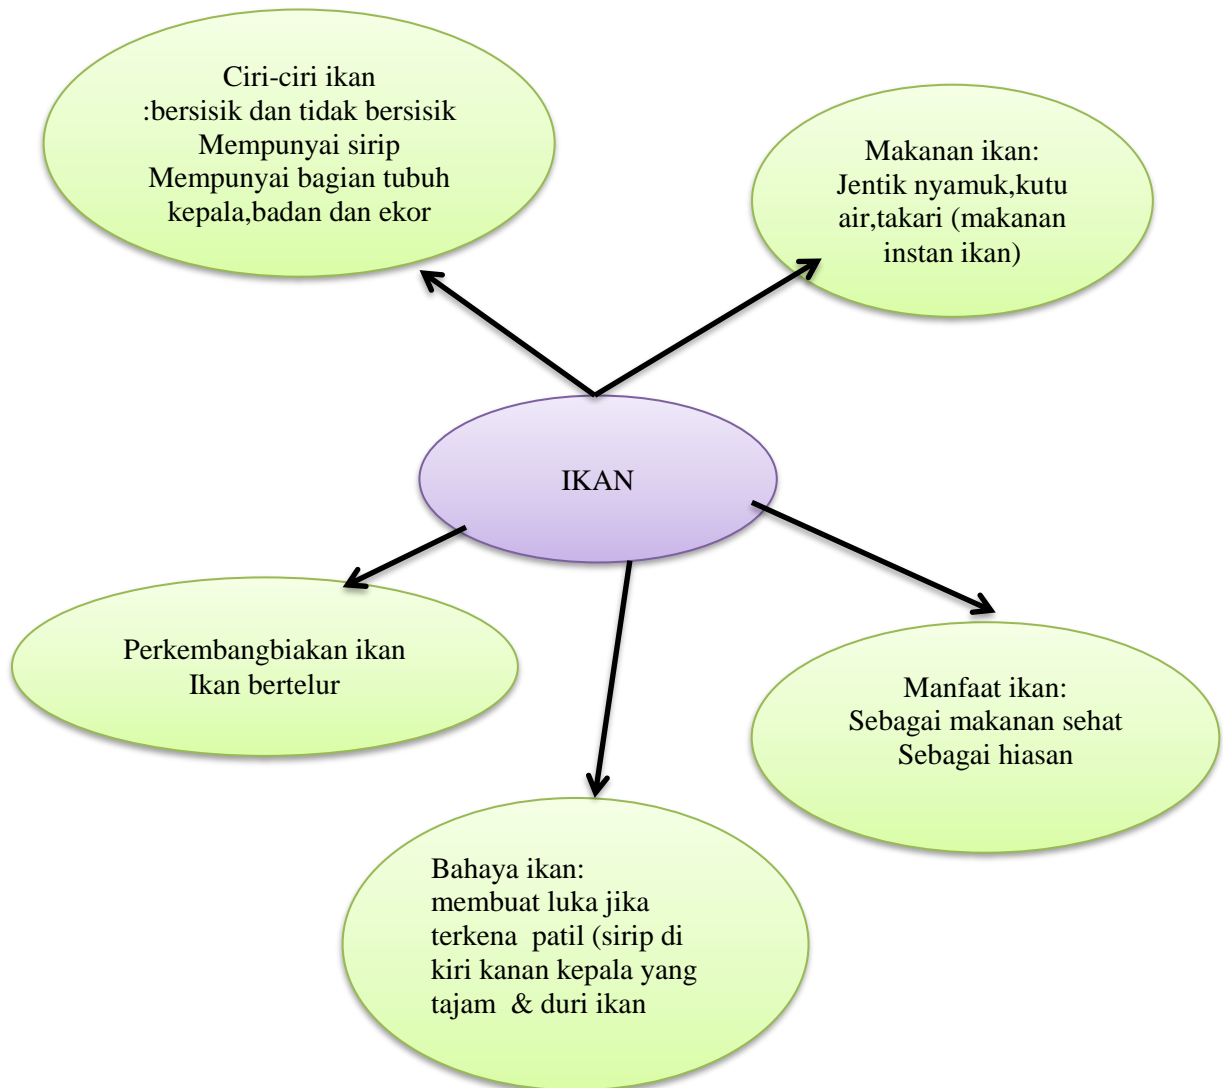 Ciri-ciri ikan
:bersisik dan tidak bersisik
Mempunyai sirip
Mempunyai bagian tubuh
kepala,badan dan ekor
Makanan ikan:
Jentik nyamuk,kutu
air,takari (makanan
instan ikan)
IKAN
Perkembangbiakan ikan
Ikan bertelur
Manfaat ikan:
Sebagai makanan sehat
Sebagai hiasan
Bahaya ikan:
membuat luka jika
terkena  patil (sirip di
kiri kanan kepala yang
tajam  & duri ikan